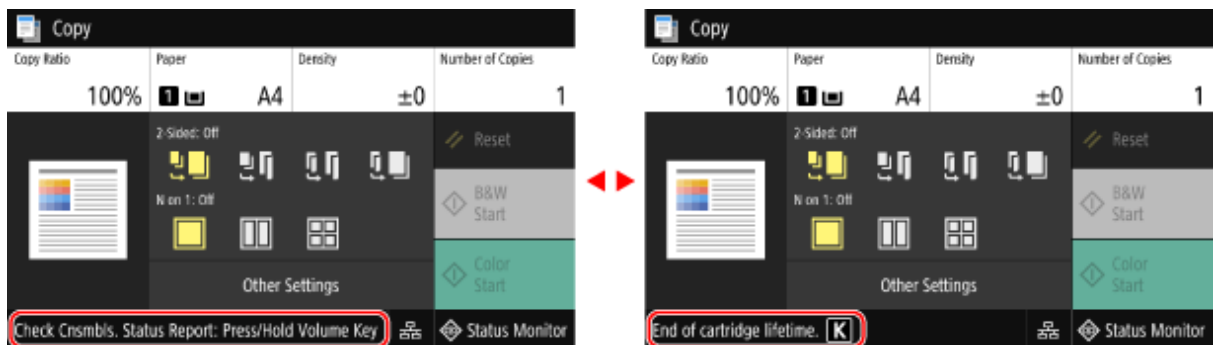 Copy
Copy Ratio
Paper
Density
Number of Copies
100%
1
A4
±0
1
2-Sided: Off
Reset
N on 1: Off
B&W
Start
Color
Start
Other Settings
Check Cnsmbls. Status Report: Press/Hold Volume Key
Status Monitor
Copy
Copy Ratio
Paper
Density
Number of Copies
100%
1
A4
±0
1
2-Sided: Off
Reset
N on 1: Off
B&W
Start
Color
Start
Other Settings
End of cartridge lifetime. K
Status Monitor